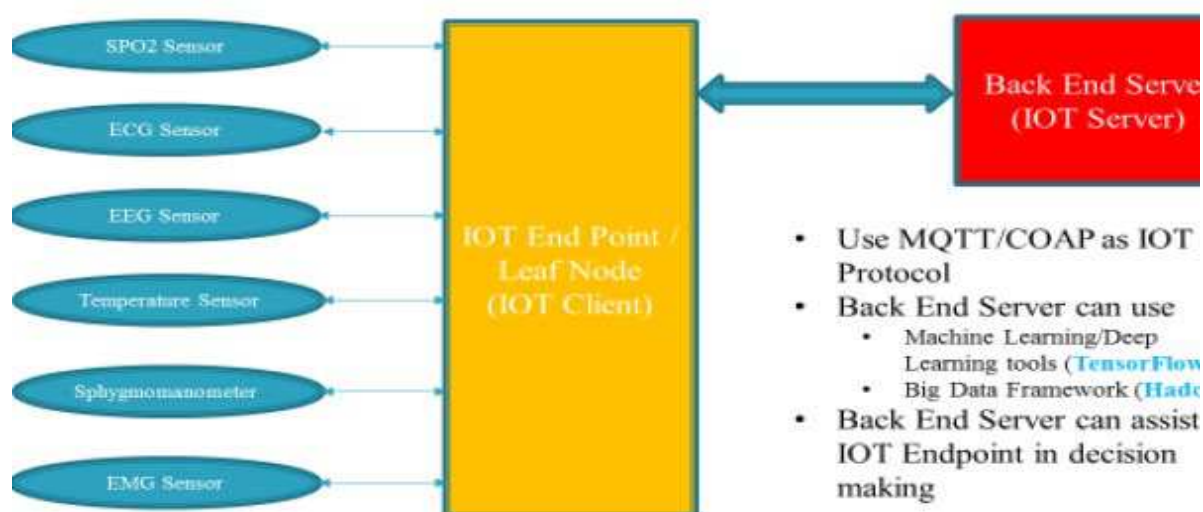 SPO2 Sensor
ECG Sensor
EEG Sensor
Temperature Sensor
Sphygmomanometer
EMG Sensor
IOT End Point /
Leaf Node
(IOT Client)
Back End Serve
(IOT Server)
• Use MQTT/COAP as IOT
Protocol
• Back End Server can use
• Machine Learning/Deep
Learning tools (TensorFlow
• Big Data Framework (Hado
• Back End Server can assist
IOT Endpoint in decision
making